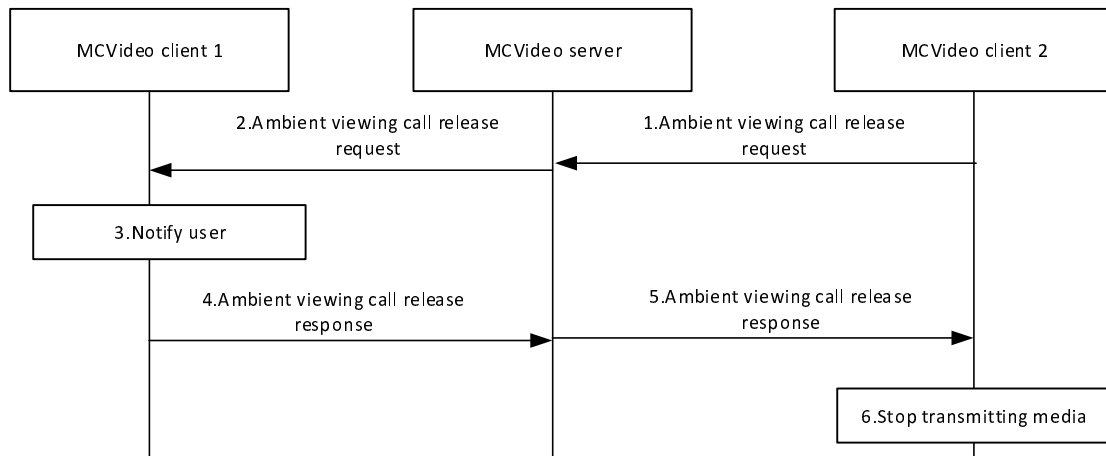 MCVideo client 1
MCVideo server
MCVideo client 2
2.Ambient viewing call release
request
1.Ambient viewing call release
request
3.Notify user
4.Ambient viewing call release
response
5.Ambient viewing call release
response
6.Stop transmitting media